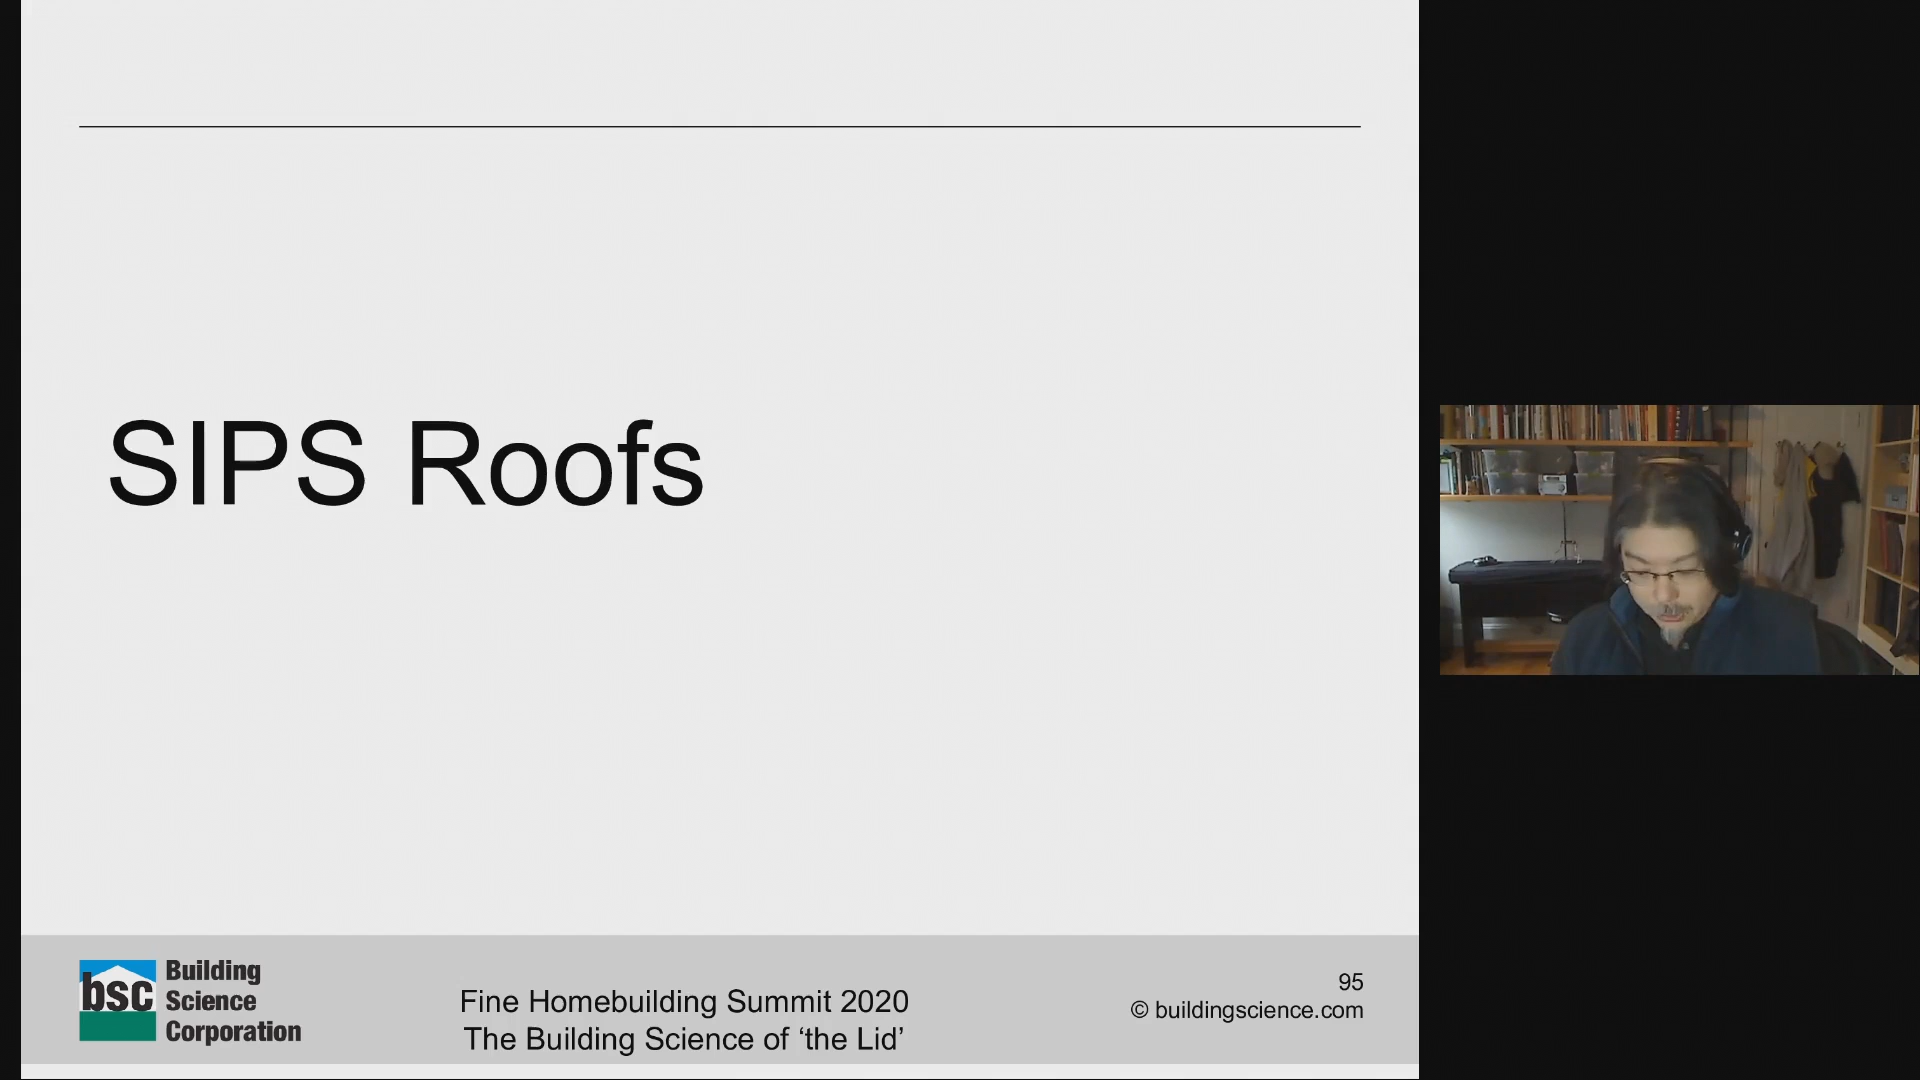 SIPS Roofs
bsc
Building
Science
Corporation
Fine Homebuilding Summit 2020
The Building Science of ‘the Lid’
95
© buildingscience.com